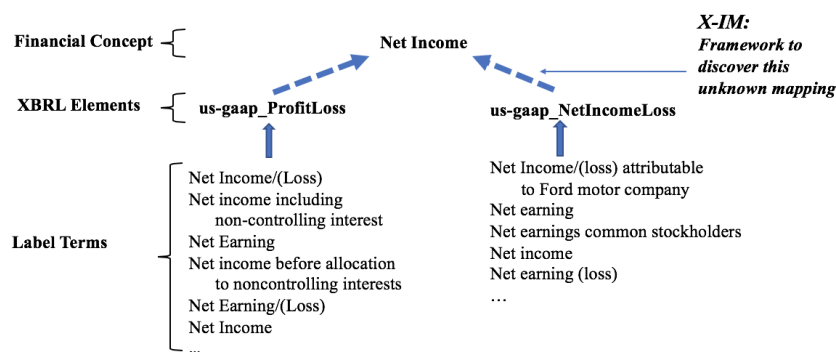 X-IM:
Financial Concept
Net Income
Framework to
discover this
unknown mapping
XBRL Elements
us-gaap_ProfitLoss
us-gaap_NetIncomeLoss
Label Terms
Net Income/(Loss)
Net income including
non-controlling interest
Net Earning
Net income before allocation
to noncontrolling interests
Net Earning/(Loss)
Net Income
...
Net Income/(loss) attributable
to Ford motor company
Net earning
Net earnings common stockholders
Net income
Net earning (loss)
…